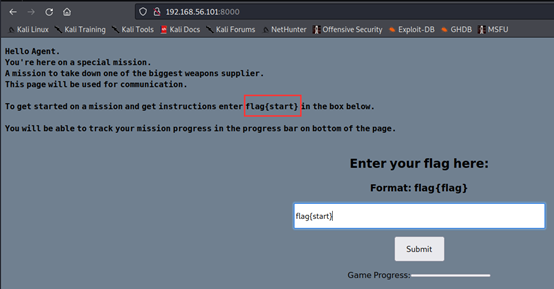 192.168.56.101:8000
Kali Linux Kali Training Kali Tools Kali Docs Kali Forums NetHunter Offensive Security Exploit-DB GHDB MSFU
Hello Agent.
You're here on a special mission.
A mission to take down one of the biggest weapons supplier.
This page will be used for communication.
To get started on a mission and get instructions enter flag{start} in the box below.
You will be able to track your mission progress in the progress bar on bottom of the page.
Enter your flag here:
Format: flag{flag}
flag{start}
Submit
Game Progress: